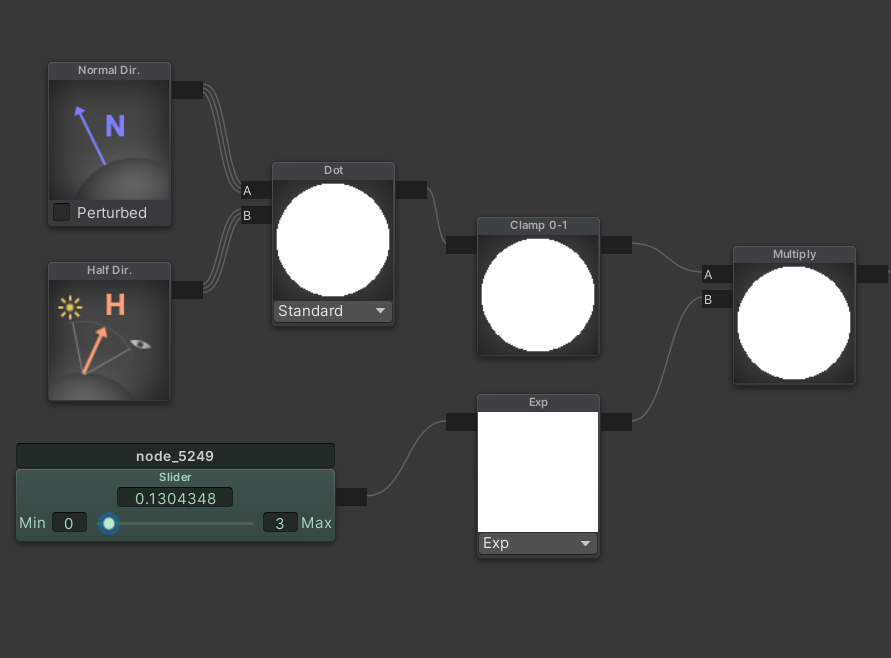 Normal Dir.
N
Perturbed
Half Dir.
H
Dot
A
B
Standard
Clamp 0-1
Multiply
A
B
Exp
Exp
node_5249
Slider
0.1304348
Min 0 3 Max